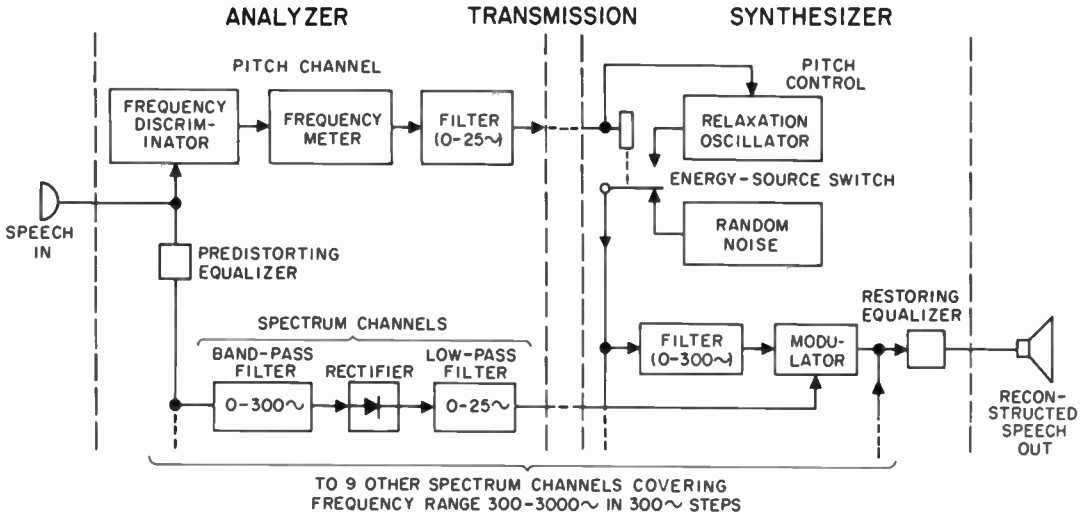 ANALYZER
TRANSMISSION
SYNTHESIZER
PITCH CHANNEL
FREQUENCY
DISCRIM-
INATOR
FREQUENCY
METER
FILTER
(0-25~)
PITCH
CONTROL
RELAXATION
OSCILLATOR
ENERGY-SOURCE SWITCH
RANDOM
NOISE
SPEECH
IN
PREDISTORTING
EQUALIZER
SPECTRUM CHANNELS
BAND-PASS
FILTER
0-300~
RECTIFIER
LOW-PASS
FILTER
0-25~
FILTER
(0-300~)
MODU-
LATOR
RESTORING
EQUALIZER
RECON-
STRUCTED
SPEECH
OUT
TO 9 OTHER SPECTRUM CHANNELS COVERING
FREQUENCY RANGE 300-3000~ IN 300~ STEPS